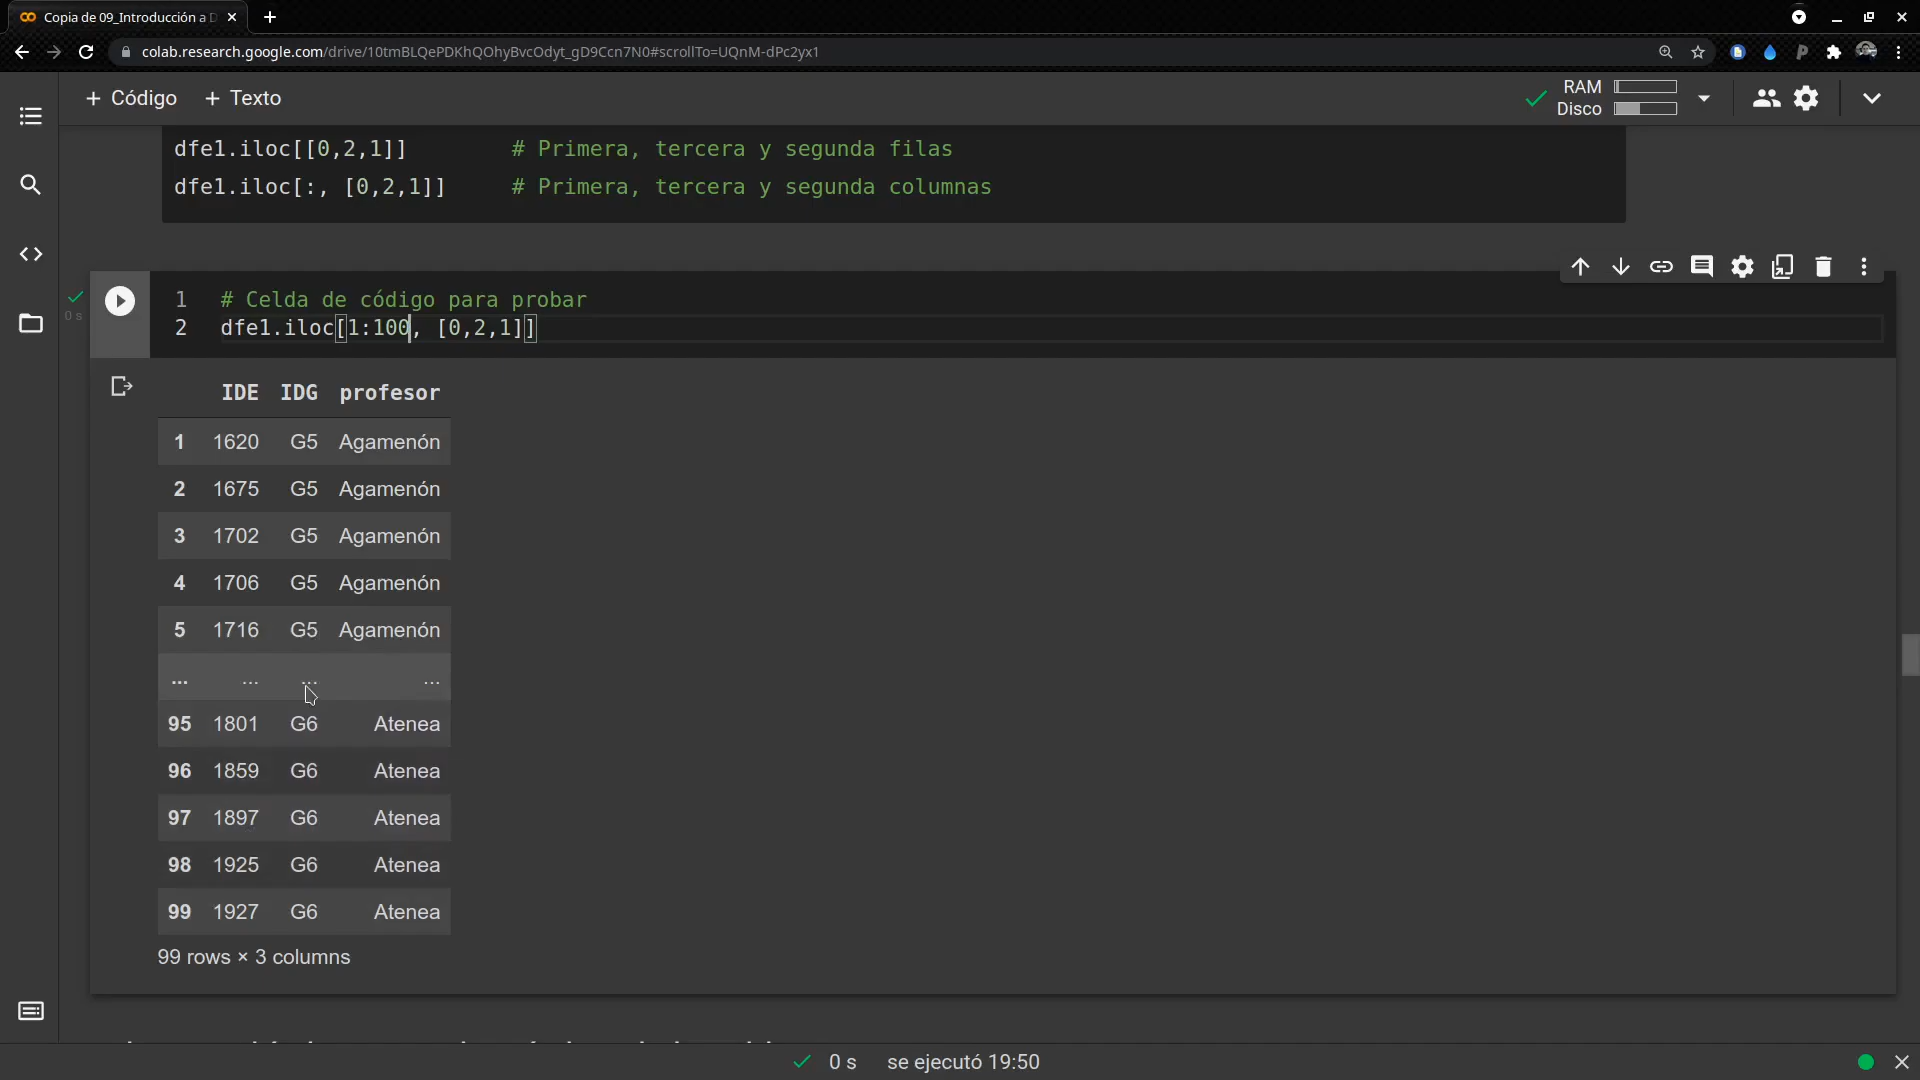 Copia de 09_Introducción a D
colab.research.google.com/drive/10tmBLQePDKhQOhyBvcOdyt_gD9Ccn7N0#scrollTo=UQnM-dPc2yx1
+ Código + Texto
RAM
Disco
dfe1.iloc[[0,2,1]] # Primera, tercera y segunda filas
dfe1.iloc[:, [0,2,1]] # Primera, tercera y segunda columnas
0 s
1 # Celda de código para probar
2 dfe1.iloc[1:100, [0,2,1]]
IDE IDG profesor
1 1620 G5 Agamenón
2 1675 G5 Agamenón
3 1702 G5 Agamenón
4 1706 G5 Agamenón
5 1716 G5 Agamenón
... ... ... ...
95 1801 G6 Atenea
96 1859 G6 Atenea
97 1897 G6 Atenea
98 1925 G6 Atenea
99 1927 G6 Atenea
99 rows × 3 columns
0 s se ejecutó 19:50